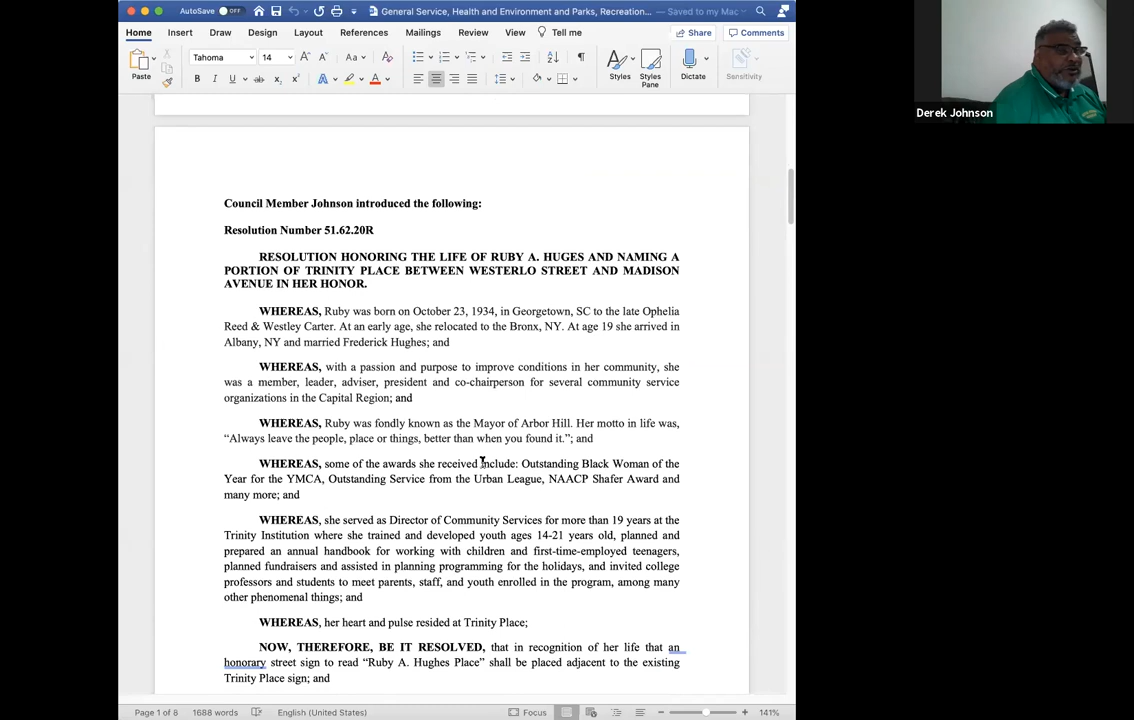 AutoSave OFF
General Service, Health and Environment and Parks, Recreation... — Saved to my Mac
Home Insert Draw Design Layout References Mailings Review View Tell me Share Comments
Paste Tahoma 14 Styles Styles Pane Dictate Sensitivity
Derek Johnson
Council Member Johnson introduced the following:
Resolution Number 51.62.20R
RESOLUTION HONORING THE LIFE OF RUBY A. HUGES AND NAMING A
PORTION OF TRINITY PLACE BETWEEN WESTERLO STREET AND MADISON
AVENUE IN HER HONOR.
WHEREAS, Ruby was born on October 23, 1934, in Georgetown, SC to the late Ophelia
Reed & Westley Carter. At an early age, she relocated to the Bronx, NY. At age 19 she arrived in
Albany, NY and married Frederick Hughes; and
WHEREAS, with a passion and purpose to improve conditions in her community, she
was a member, leader, adviser, president and co-chairperson for several community service
organizations in the Capital Region; and
WHEREAS, Ruby was fondly known as the Mayor of Arbor Hill. Her motto in life was,
“Always leave the people, place or things, better than when you found it.”; and
WHEREAS, some of the awards she received include: Outstanding Black Woman of the
Year for the YMCA, Outstanding Service from the Urban League, NAACP Shafer Award and
many more; and
WHEREAS, she served as Director of Community Services for more than 19 years at the
Trinity Institution where she trained and developed youth ages 14-21 years old, planned and
prepared an annual handbook for working with children and first-time-employed teenagers,
planned fundraisers and assisted in planning programming for the holidays, and invited college
professors and students to meet parents, staff, and youth enrolled in the program, among many
other phenomenal things; and
WHEREAS, her heart and pulse resided at Trinity Place;
NOW, THEREFORE, BE IT RESOLVED, that in recognition of her life that an
honorary street sign to read “Ruby A. Hughes Place” shall be placed adjacent to the existing
Trinity Place sign; and
Page 1 of 8 1688 words English (United States) Focus 141%